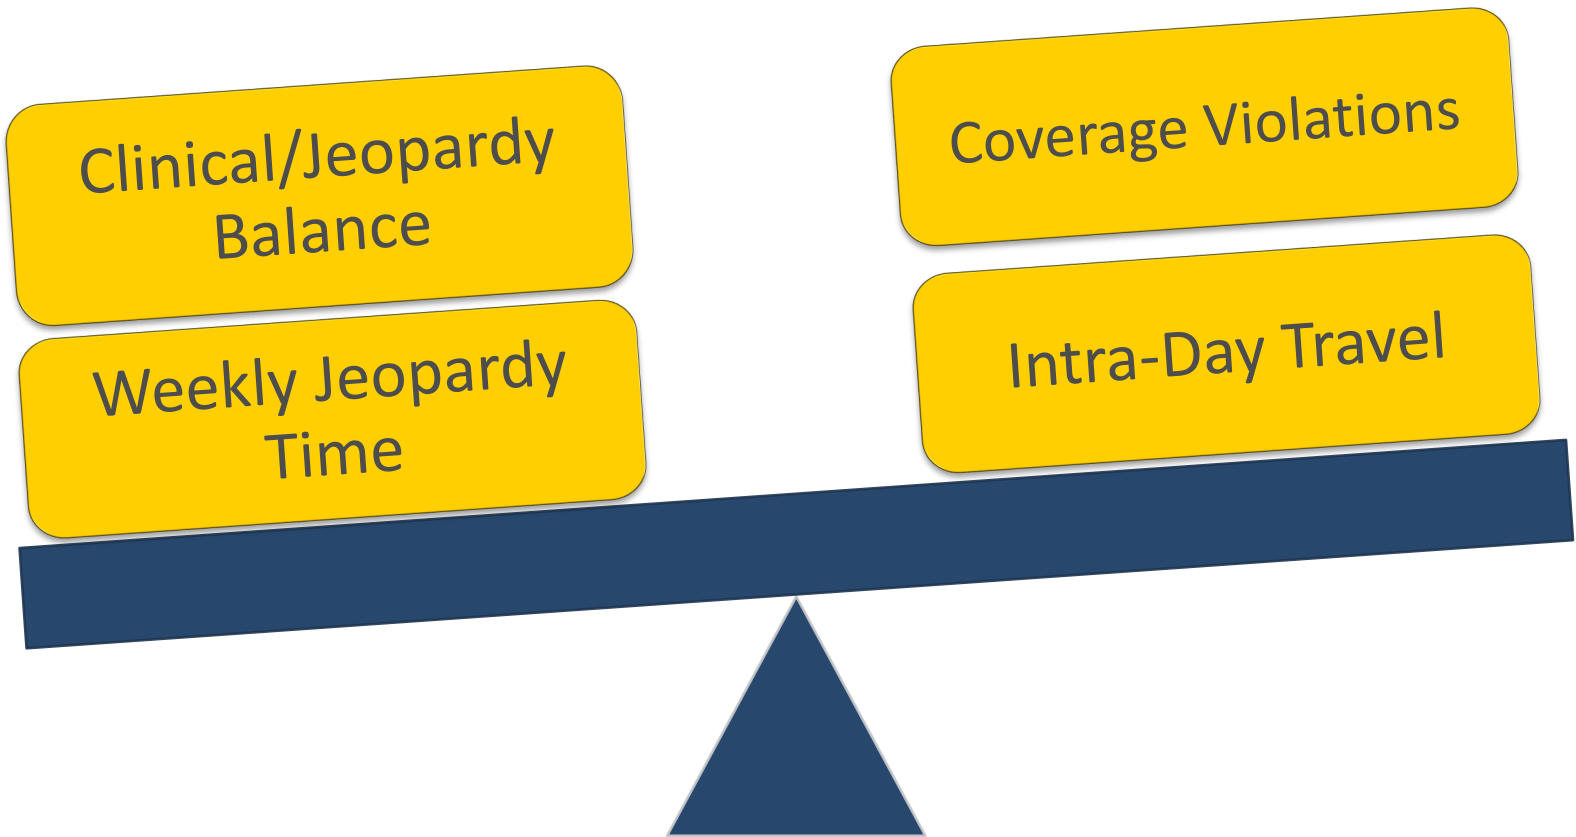 Clinical/Jeopardy
Balance
Weekly Jeopardy
Time
Coverage Violations
Intra-Day Travel